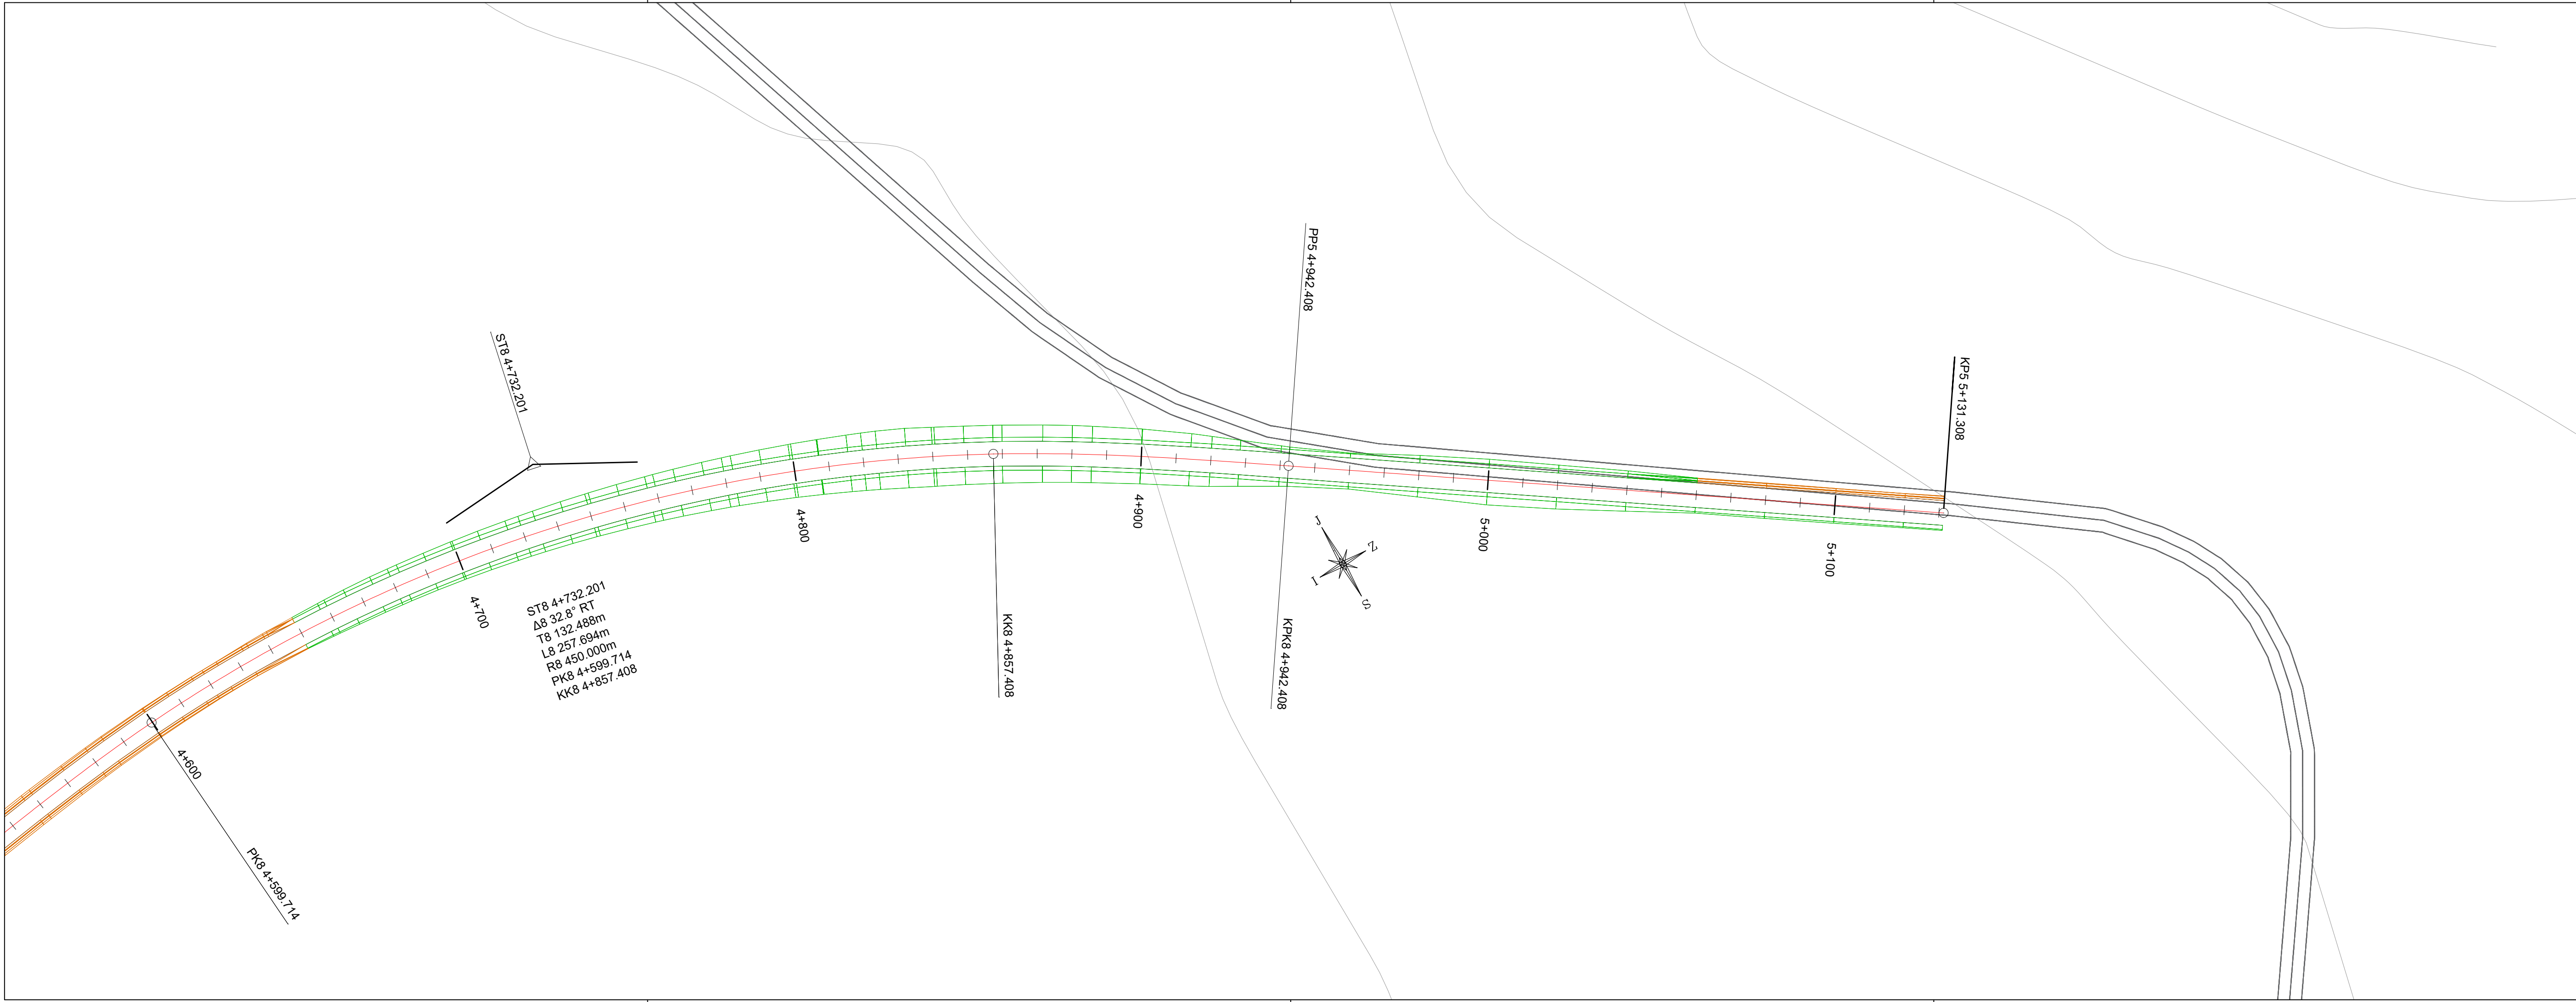 ST8 4+732.201
PP5 4+942.408
KP5 5+131.308
4+600
4+700
4+800
4+900
5+000
5+100
PK8 4+599.714
ST8 4+732.201
Δ8 32.8° RT
T8 132.488m
L8 257.694m
R8 450.000m
PK8 4+599.714
KK8 4+857.408
KK8 4+857.408
KPK8 4+942.408
J
Z
I
S